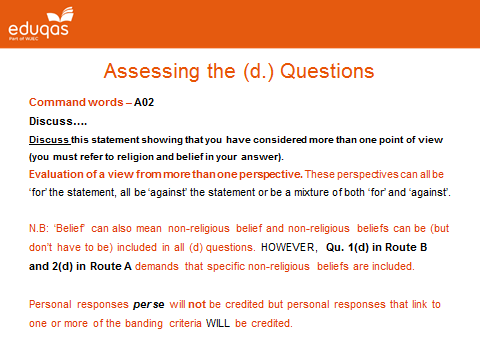 eduqas
Part of WJEC
Assessing the (d.) Questions
Command words – A02
Discuss….
Discuss this statement showing that you have considered more than one point of view
(you must refer to religion and belief in your answer).
Evaluation of a view from more than one perspective. These perspectives can all be
'for' the statement, all be 'against' the statement or be a mixture of both 'for' and 'against'.
N.B: 'Belief' can also mean non-religious belief and non-religious beliefs can be (but
don't have to be) included in all (d) questions. HOWEVER, Qu. 1(d) in Route B
and 2(d) in Route A demands that specific non-religious beliefs are included.
Personal responses per se will not be credited but personal responses that link to
one or more of the banding criteria WILL be credited.